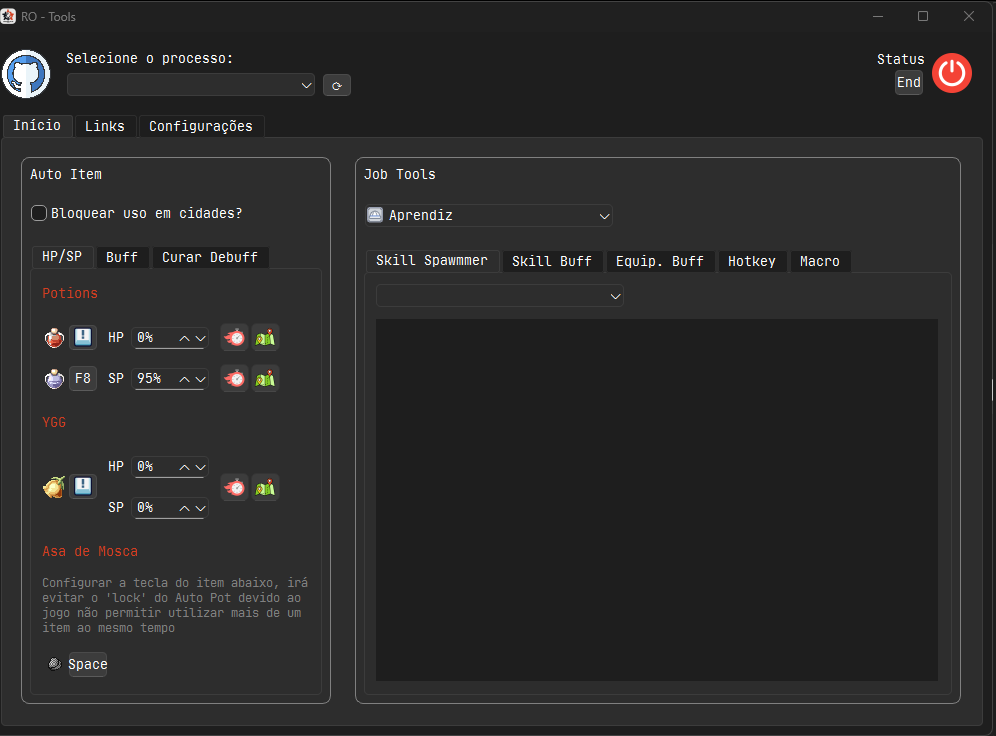 RO - Tools
Selecione o processo:
Status
End
Início Links Configurações
Auto Item
Bloquear uso em cidades?
HP/SP Buff Curar Debuff
Potions
HP 0%
F8 SP 95%
YGG
HP 0%
SP 0%
Asa de Mosca
Configurar a tecla do item abaixo, irá
evitar o 'lock' do Auto Pot devido ao
jogo não permitir utilizar mais de um
item ao mesmo tempo
Space
Job Tools
Aprendiz
Skill Spawmmer Skill Buff Equip. Buff Hotkey Macro